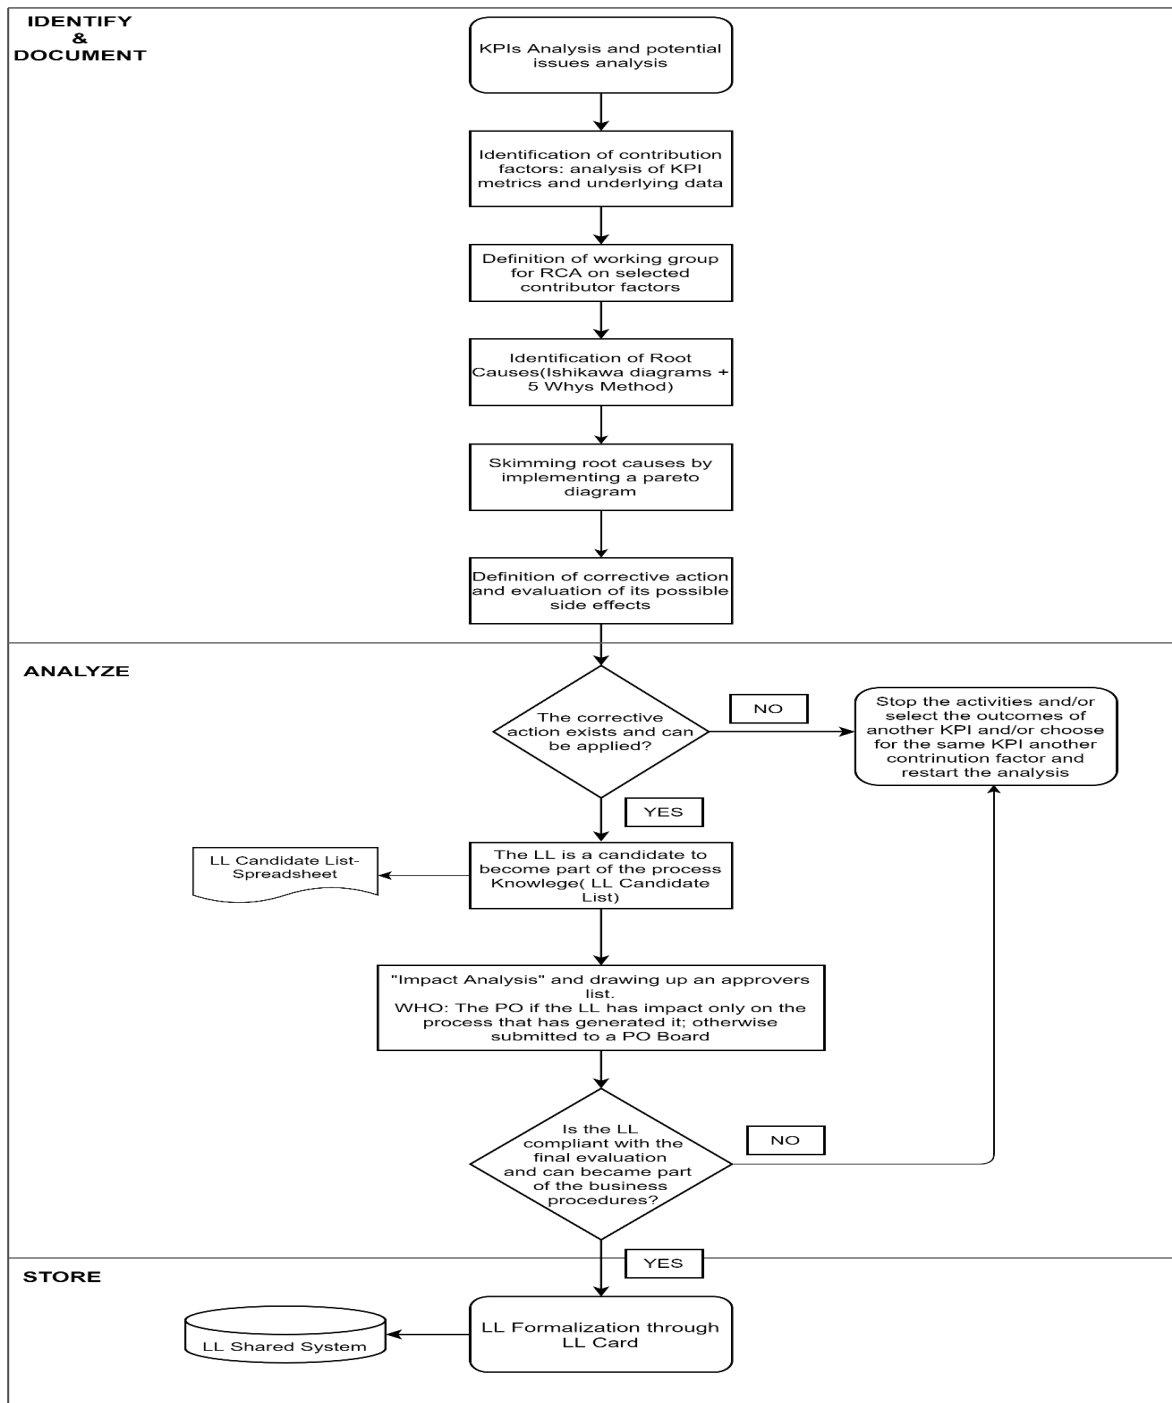 IDENTIFY
&
DOCUMENT
KPIs Analysis and potential
issues analysis
Identification of contribution
factors: analysis of KPI
metrics and underlying data
Definition of working group
for RCA on selected
contributor factors
Identification of Root
Causes(Ishikawa diagrams +
5 Whys Method)
Skimming root causes by
implementing a pareto
diagram
Definition of corrective action
and evaluation of its possible
side effects
ANALYZE
The corrective
action exists and can
be applied?
NO
Stop the activities and/or
select the outcomes of
another KPI and/or choose
for the same KPI another
contrinution factor and
restart the analysis
YES
LL Candidate List-
Spreadsheet
The LL is a candidate to
become part of the process
Knowlege( LL Candidate
List)
"Impact Analysis" and drawing up an approvers
list.
WHO: The PO if the LL has impact only on the
process that has generated it; otherwise
submitted to a PO Board
Is the LL
compliant with the
final evaluation
and can became part
of the business
procedures?
NO
YES
STORE
LL Shared System
LL Formalization through
LL Card